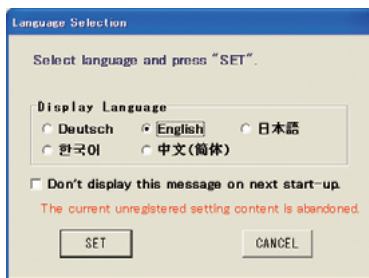 Language Selection
Select language and press "SET".
Display Language
Deutsch English 日本語
한국어 中文(简体)
Don't display this message on next start-up.
The current unregistered setting content is abandoned.
SET CANCEL